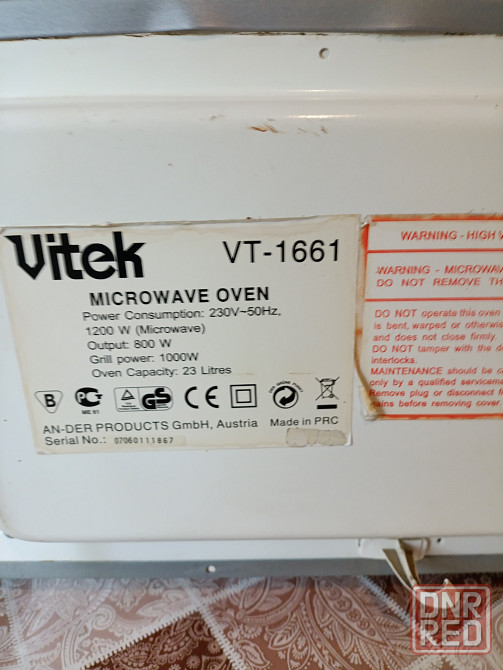 Vitek
VT-1661
MICROWAVE OVEN
Power Consumption: 230V~50Hz,
1200 W (Microwave)
Output: 800 W
Grill power: 1000W
Oven Capacity: 23 Litres
B
ME 61
GS
CE
AN-DER PRODUCTS GmbH, Austria
Made in PRC
Serial No.: 07060111867
WARNING - HIGH V
WARNING - MICROWAV
DO NOT REMOVE TH
DO NOT operate this oven
is bent, warped or otherwis
and does not close firmly.
DO NOT tamper with the d
interlocks.
MAINTENANCE should be c
only by a qualified servicema
Remove plug or disconnect f
ains before removing cover.
DNR
RED